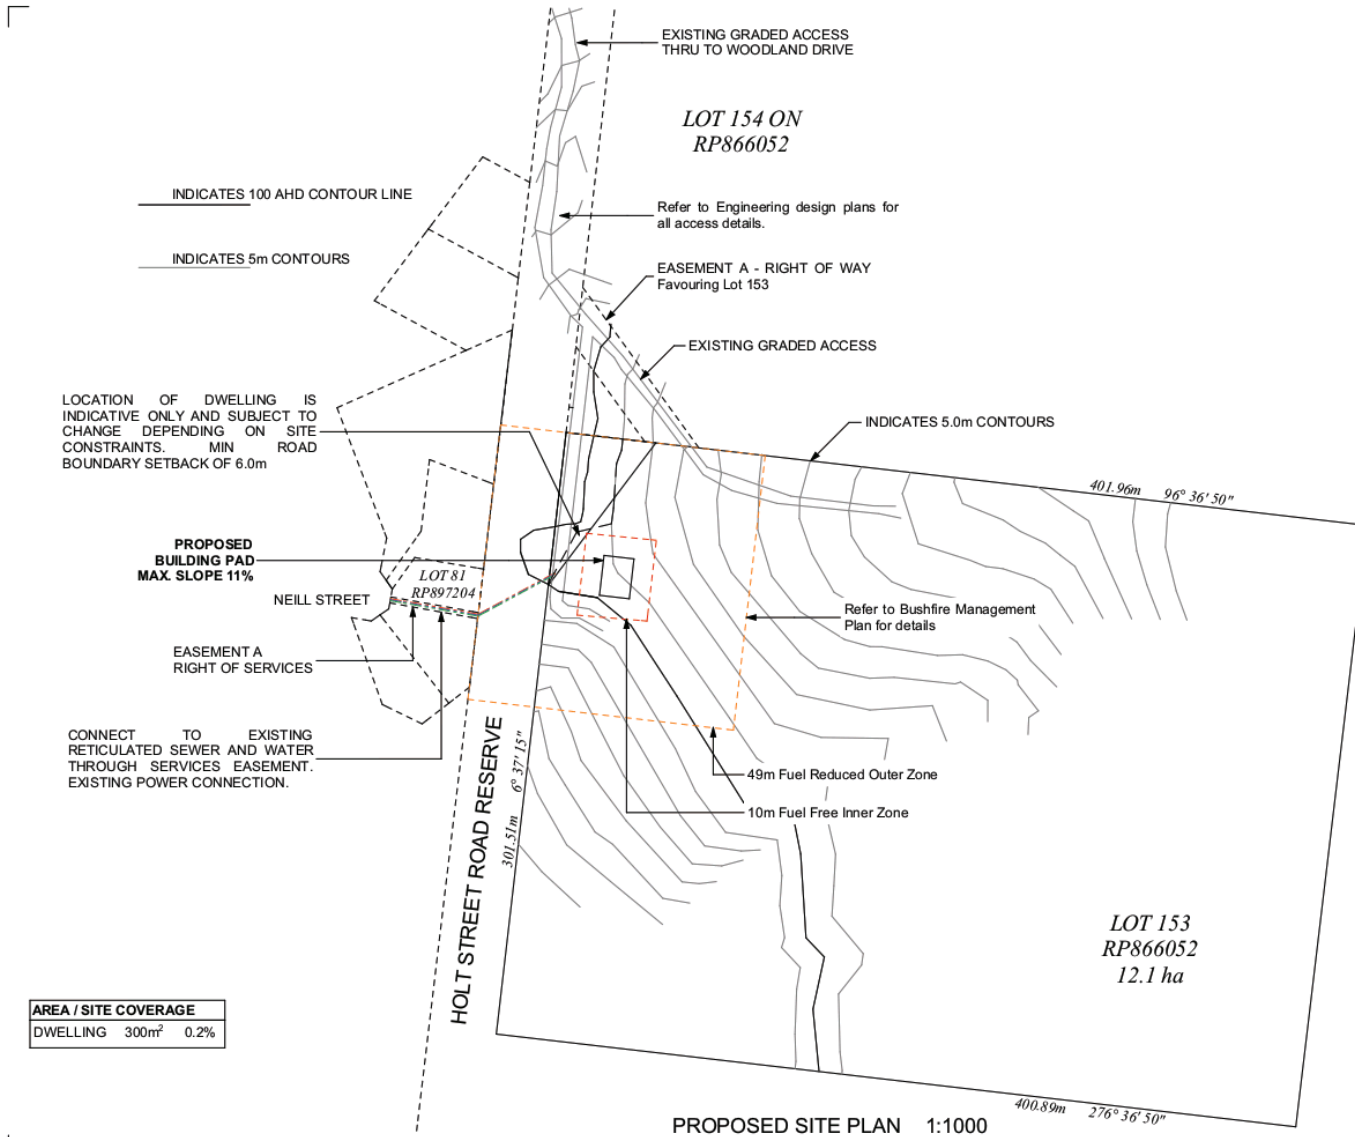 EXISTING GRADED ACCESS
THRU TO WOODLAND DRIVE
LOT 154 ON
RP866052
INDICATES 100 AHD CONTOUR LINE
Refer to Engineering design plans for
all access details.
INDICATES 5m CONTOURS
EASEMENT A - RIGHT OF WAY
Favouring Lot 153
EXISTING GRADED ACCESS
LOCATION OF DWELLING IS
INDICATIVE ONLY AND SUBJECT TO
CHANGE DEPENDING ON SITE
CONSTRAINTS. MIN ROAD
BOUNDARY SETBACK OF 6.0m
INDICATES 5.0m CONTOURS
401.96m 96° 36' 50"
PROPOSED
BUILDING PAD
MAX. SLOPE 11%
LOT 81
RP897204
NEILL STREET
Refer to Bushfire Management
Plan for details
EASEMENT A
RIGHT OF SERVICES
CONNECT TO EXISTING
RETICULATED SEWER AND WATER
THROUGH SERVICES EASEMENT.
EXISTING POWER CONNECTION.
HOLT STREET ROAD RESERVE
301.51m 6° 37' 15"
49m Fuel Reduced Outer Zone
10m Fuel Free Inner Zone
LOT 153
RP866052
12.1 ha
AREA / SITE COVERAGE
DWELLING 300m² 0.2%
400.89m 276° 36' 50"
PROPOSED SITE PLAN 1:1000